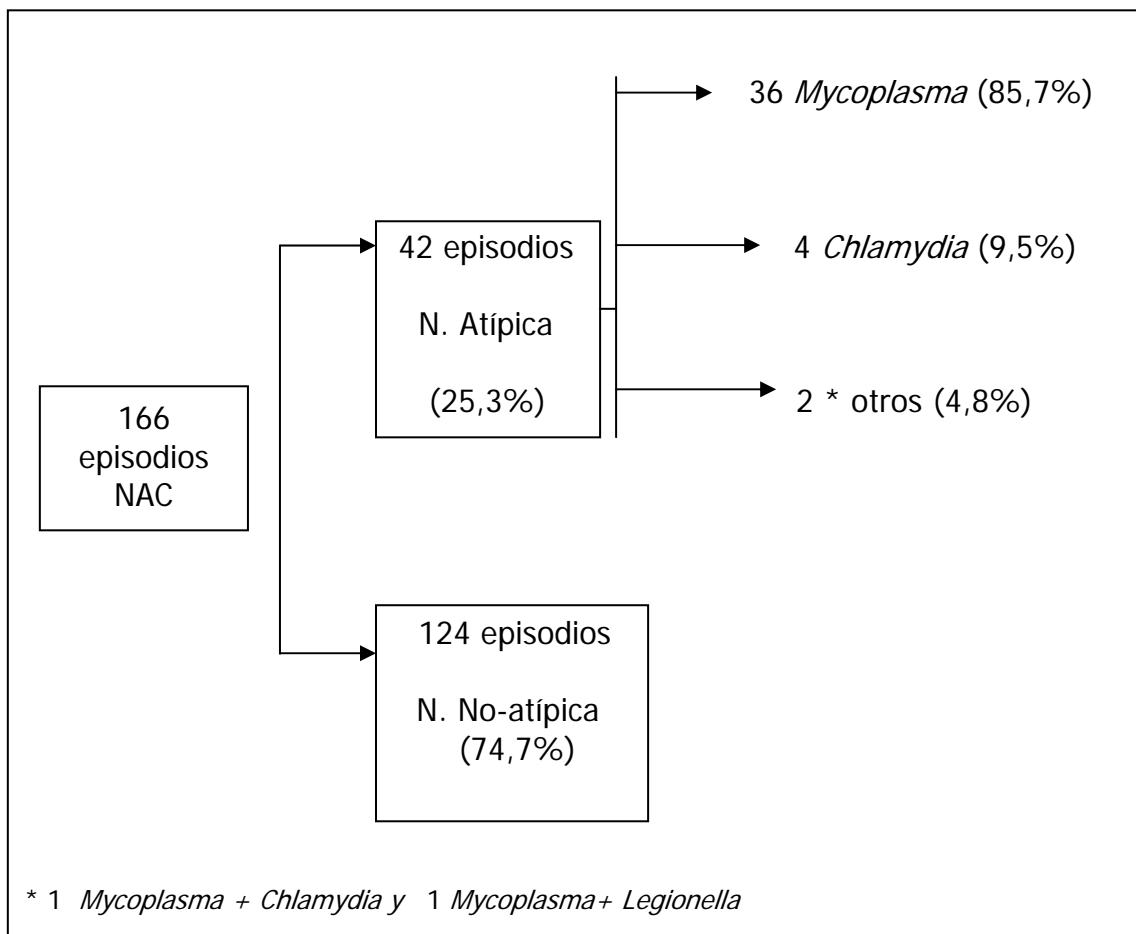 36 Mycoplasma (85,7%)
42 episodios
N. Atípica
(25,3%)
4 Chlamydia (9,5%)
2 * otros (4,8%)
166
episodios
NAC
124 episodios
N. No-atípica
(74,7%)
* 1 Mycoplasma + Chlamydia y 1 Mycoplasma+ Legionella